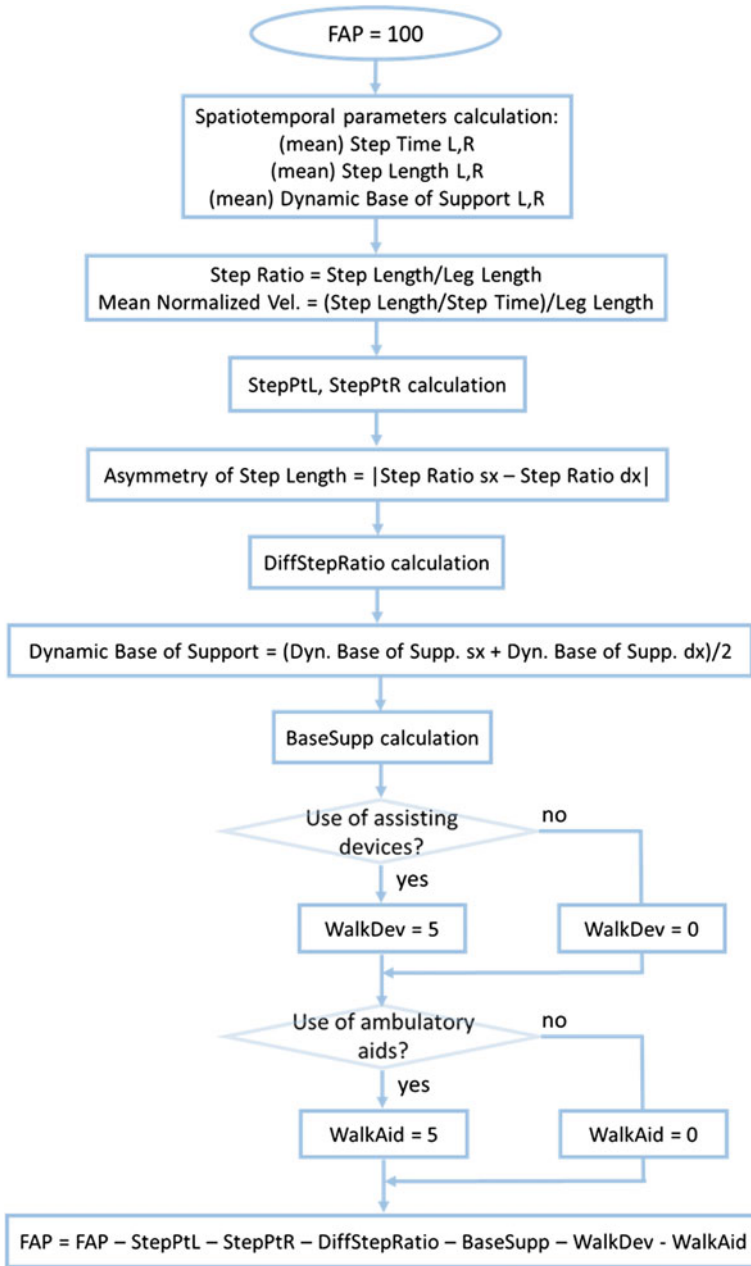 FAP = 100
Spatiotemporal parameters calculation:
(mean) Step Time L,R
(mean) Step Length L,R
(mean) Dynamic Base of Support L,R
Step Ratio = Step Length/Leg Length
Mean Normalized Vel. = (Step Length/Step Time)/Leg Length
StepPtL, StepPtR calculation
Asymmetry of Step Length = |Step Ratio sx – Step Ratio dx|
DiffStepRatio calculation
Dynamic Base of Support = (Dyn. Base of Supp. sx + Dyn. Base of Supp. dx)/2
BaseSupp calculation
Use of assisting
devices?
no
yes
WalkDev = 5
WalkDev = 0
Use of ambulatory
aids?
no
yes
WalkAid = 5
WalkAid = 0
FAP = FAP – StepPtL – StepPtR – DiffStepRatio – BaseSupp – WalkDev - WalkAid